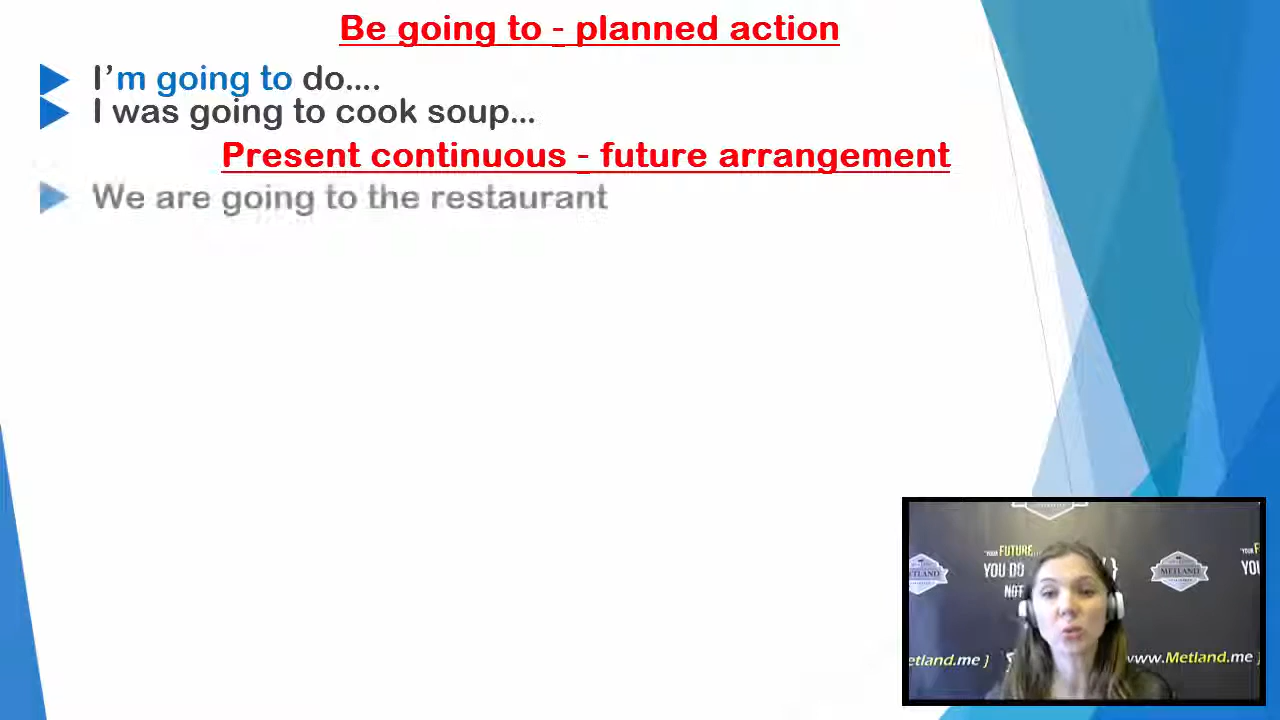 Be going to - planned action
I'm going to do....
I was going to cook soup...
Present continuous - future arrangement
We are going to the restaurant
"YOUR FUTURE...
YOU DO
NOT
METLAND
YOU
etland.me }
www.Metland.me }